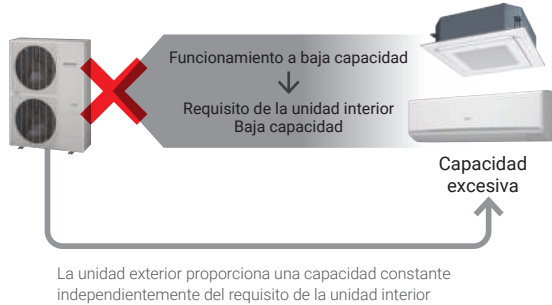 Funcionamiento a baja capacidad
Requisito de la unidad interior
Baja capacidad
Capacidad
excesiva
La unidad exterior proporciona una capacidad constante
independientemente del requisito de la unidad interior